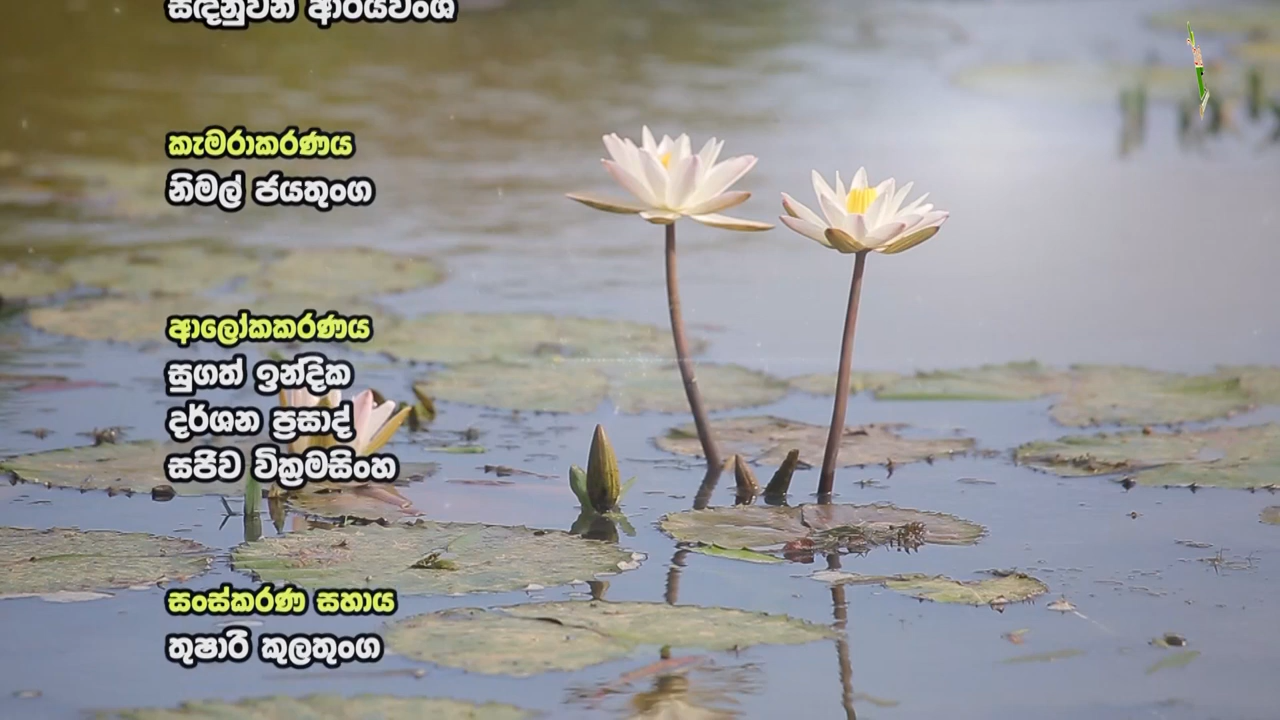 සඳනුවන් ආරියවංශ
කැමරාකරණය
නිමල් ජයතුංග
ආලෝකකරණය
සුගත් ඉන්දික
දර්ශන ප්‍රසාද්
සජීව වික්‍රමසිංහ
සංස්කරණ සහාය
තුෂාරි කුලතුංග